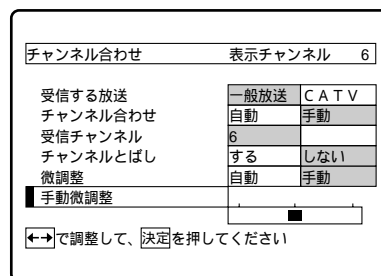 チャンネル合わせ 表示チャンネル 6
受信する放送 一般放送 CATV
チャンネル合わせ 自動 手動
受信チャンネル 6
チャンネルとばし する しない
微調整 自動 手動
手動微調整
←→で調整して、決定を押してください